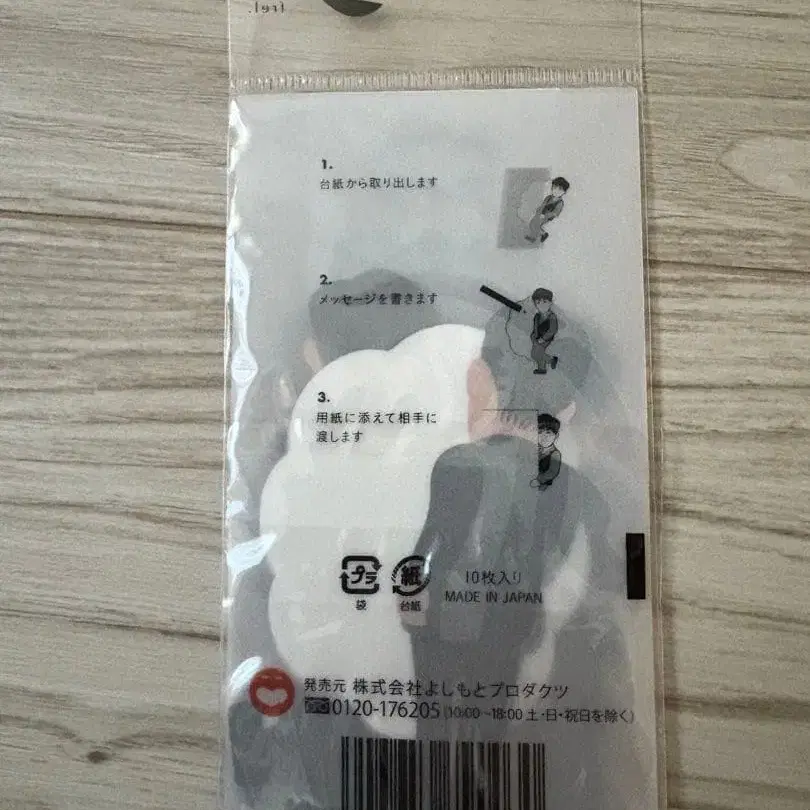 1.
台紙から取り出します
2.
メッセージを書きます
3.
用紙に添えて相手に
渡します
プラ
紙
袋
台紙
10枚入り
MADE IN JAPAN
発売元 株式会社よしもとプロダクツ
0120-176205 (10:00~18:00 土・日・祝日を除く)